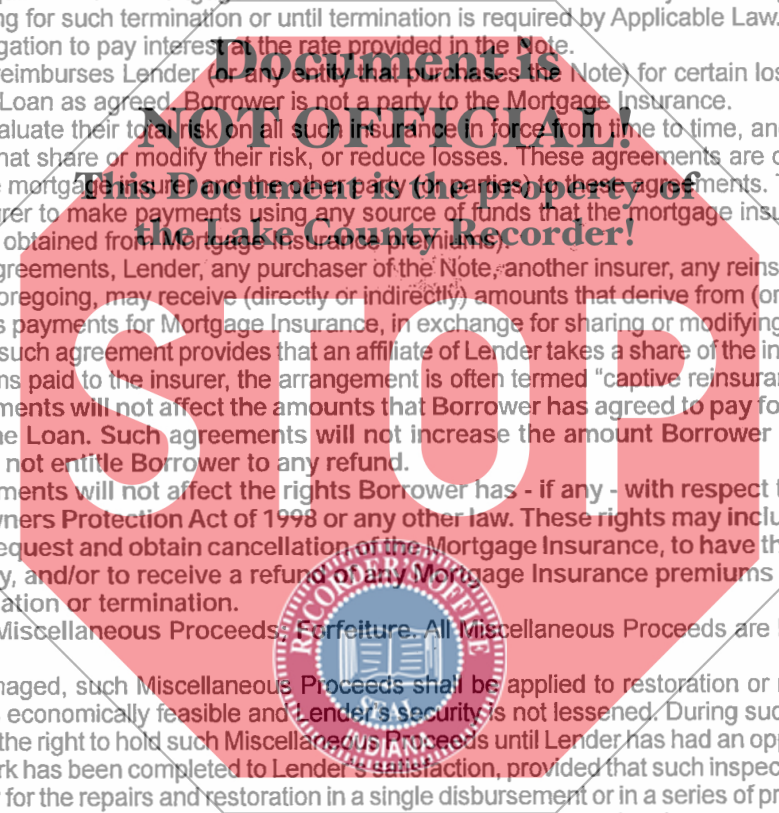 ng for such termination or until termination is required by Applicable Law.
gation to pay interest at the rate provided in the Note.
Document is
reimburses Lender (or any entity that purchases the Note) for certain los
Loan as agreed. Borrower is not a party to the Mortgage Insurance.
NOT OFFICIAL!
aluate their total risk on all such insurance in force from time to time, an
hat share or modify their risk, or reduce losses. These agreements are o
This Document is the property of
mortgage insurer and the other party (or parties) to these agreements.
rer to make payments using any source of funds that the mortgage insu
the Lake County Recorder!
obtained from Mortgage Insurance premiums).
greements, Lender, any purchaser of the Note, another insurer, any reins
oregoing, may receive (directly or indirectly) amounts that derive from (or
s payments for Mortgage Insurance, in exchange for sharing or modifying
STOP
such agreement provides that an affiliate of Lender takes a share of the in
ns paid to the insurer, the arrangement is often termed “captive reinsura
ments will not affect the amounts that Borrower has agreed to pay fo
e Loan. Such agreements will not increase the amount Borrower
not entitle Borrower to any refund.
ments will not affect the rights Borrower has - if any - with respect t
wners Protection Act of 1998 or any other law. These rights may inclu
equest and obtain cancellation of the Mortgage Insurance, to have th
y, and/or to receive a refund of any Mortgage Insurance premiums
ation or termination.
RECORDER'S OFFICE
Miscellaneous Proceeds; Forfeiture. All Miscellaneous Proceeds are
maged, such Miscellaneous Proceeds shall be applied to restoration or
economically feasible and Lender's security is not lessened. During suc
SEAL
the right to hold such Miscellaneous Proceeds until Lender has had an opp
INDIANA
rk has been completed to Lender's satisfaction, provided that such inspec
for the repairs and restoration in a single disbursement or in a series of pr